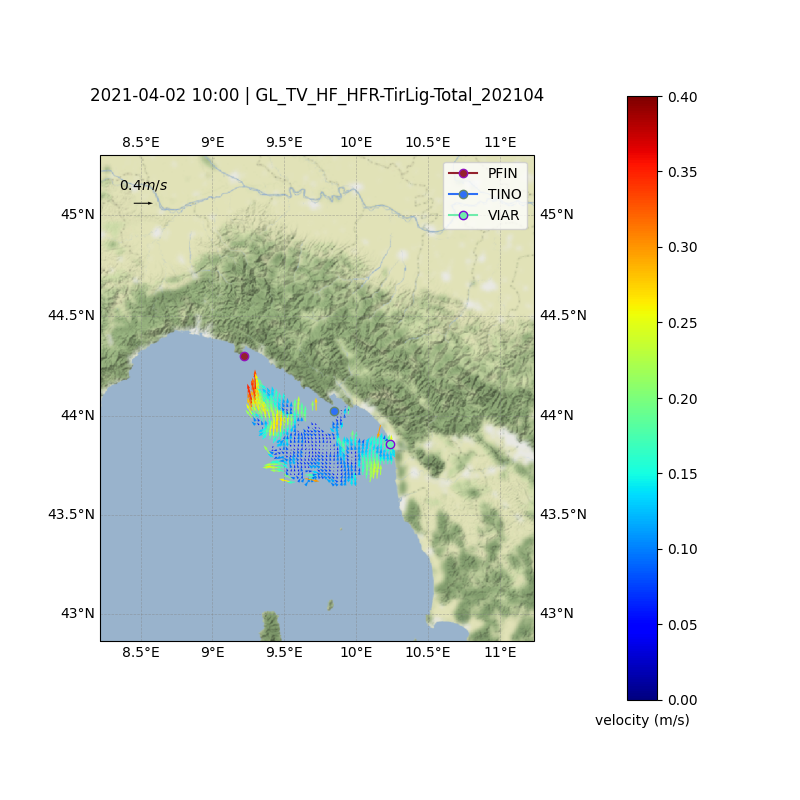 2021-04-02 10:00 | GL_TV_HF_HFR-TirLig-Total_202104
8.5°E 9°E 9.5°E 10°E 10.5°E 11°E
0.4m/s
PFIN
TINO
VIAR
45°N 45°N
44.5°N 44.5°N
44°N 44°N
43.5°N 43.5°N
43°N 43°N
8.5°E 9°E 9.5°E 10°E 10.5°E 11°E
0.40
0.35
0.30
0.25
0.20
0.15
0.10
0.05
0.00
velocity (m/s)